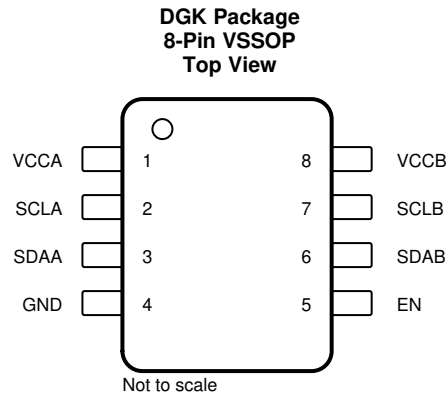 DGK Package
8-Pin VSSOP
Top View
VCCA 1 8 VCCB
SCLA 2 7 SCLB
SDAA 3 6 SDAB
GND 4 5 EN
Not to scale